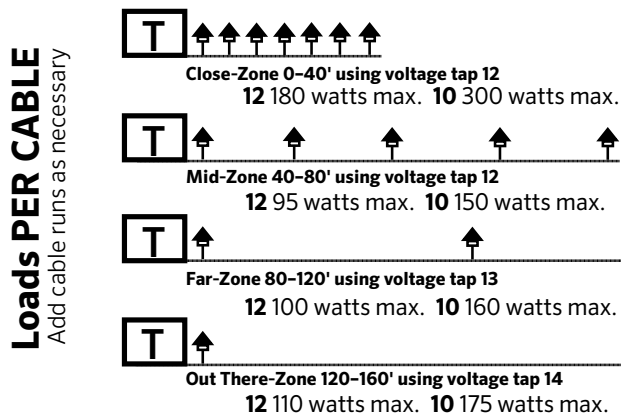 Loads PER CABLE
Add cable runs as necessary
T
Close-Zone 0–40' using voltage tap 12
12 180 watts max. 10 300 watts max.
T
Mid-Zone 40–80' using voltage tap 12
12 95 watts max. 10 150 watts max.
T
Far-Zone 80–120' using voltage tap 13
12 100 watts max. 10 160 watts max.
T
Out There-Zone 120–160' using voltage tap 14
12 110 watts max. 10 175 watts max.